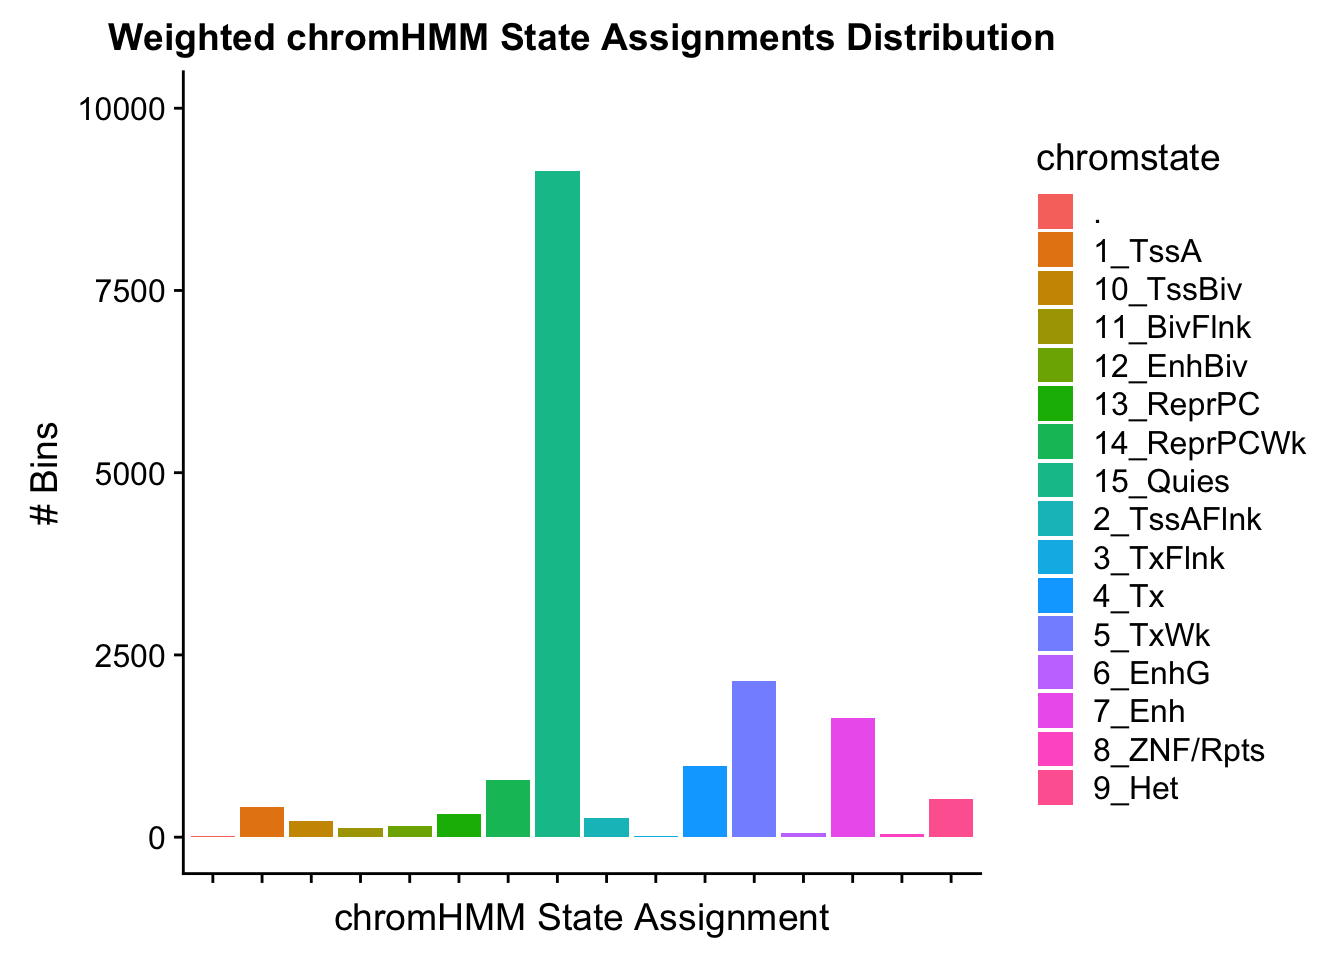 Weighted chromHMM State Assignments Distribution
10000
7500
5000
2500
0
# Bins
chromHMM State Assignment
chromstate
.
1_TssA
10_TssBiv
11_BivFlnk
12_EnhBiv
13_ReprPC
14_ReprPCWk
15_Quies
2_TssAFlnk
3_TxFlnk
4_Tx
5_TxWk
6_EnhG
7_Enh
8_ZNF/Rpts
9_Het